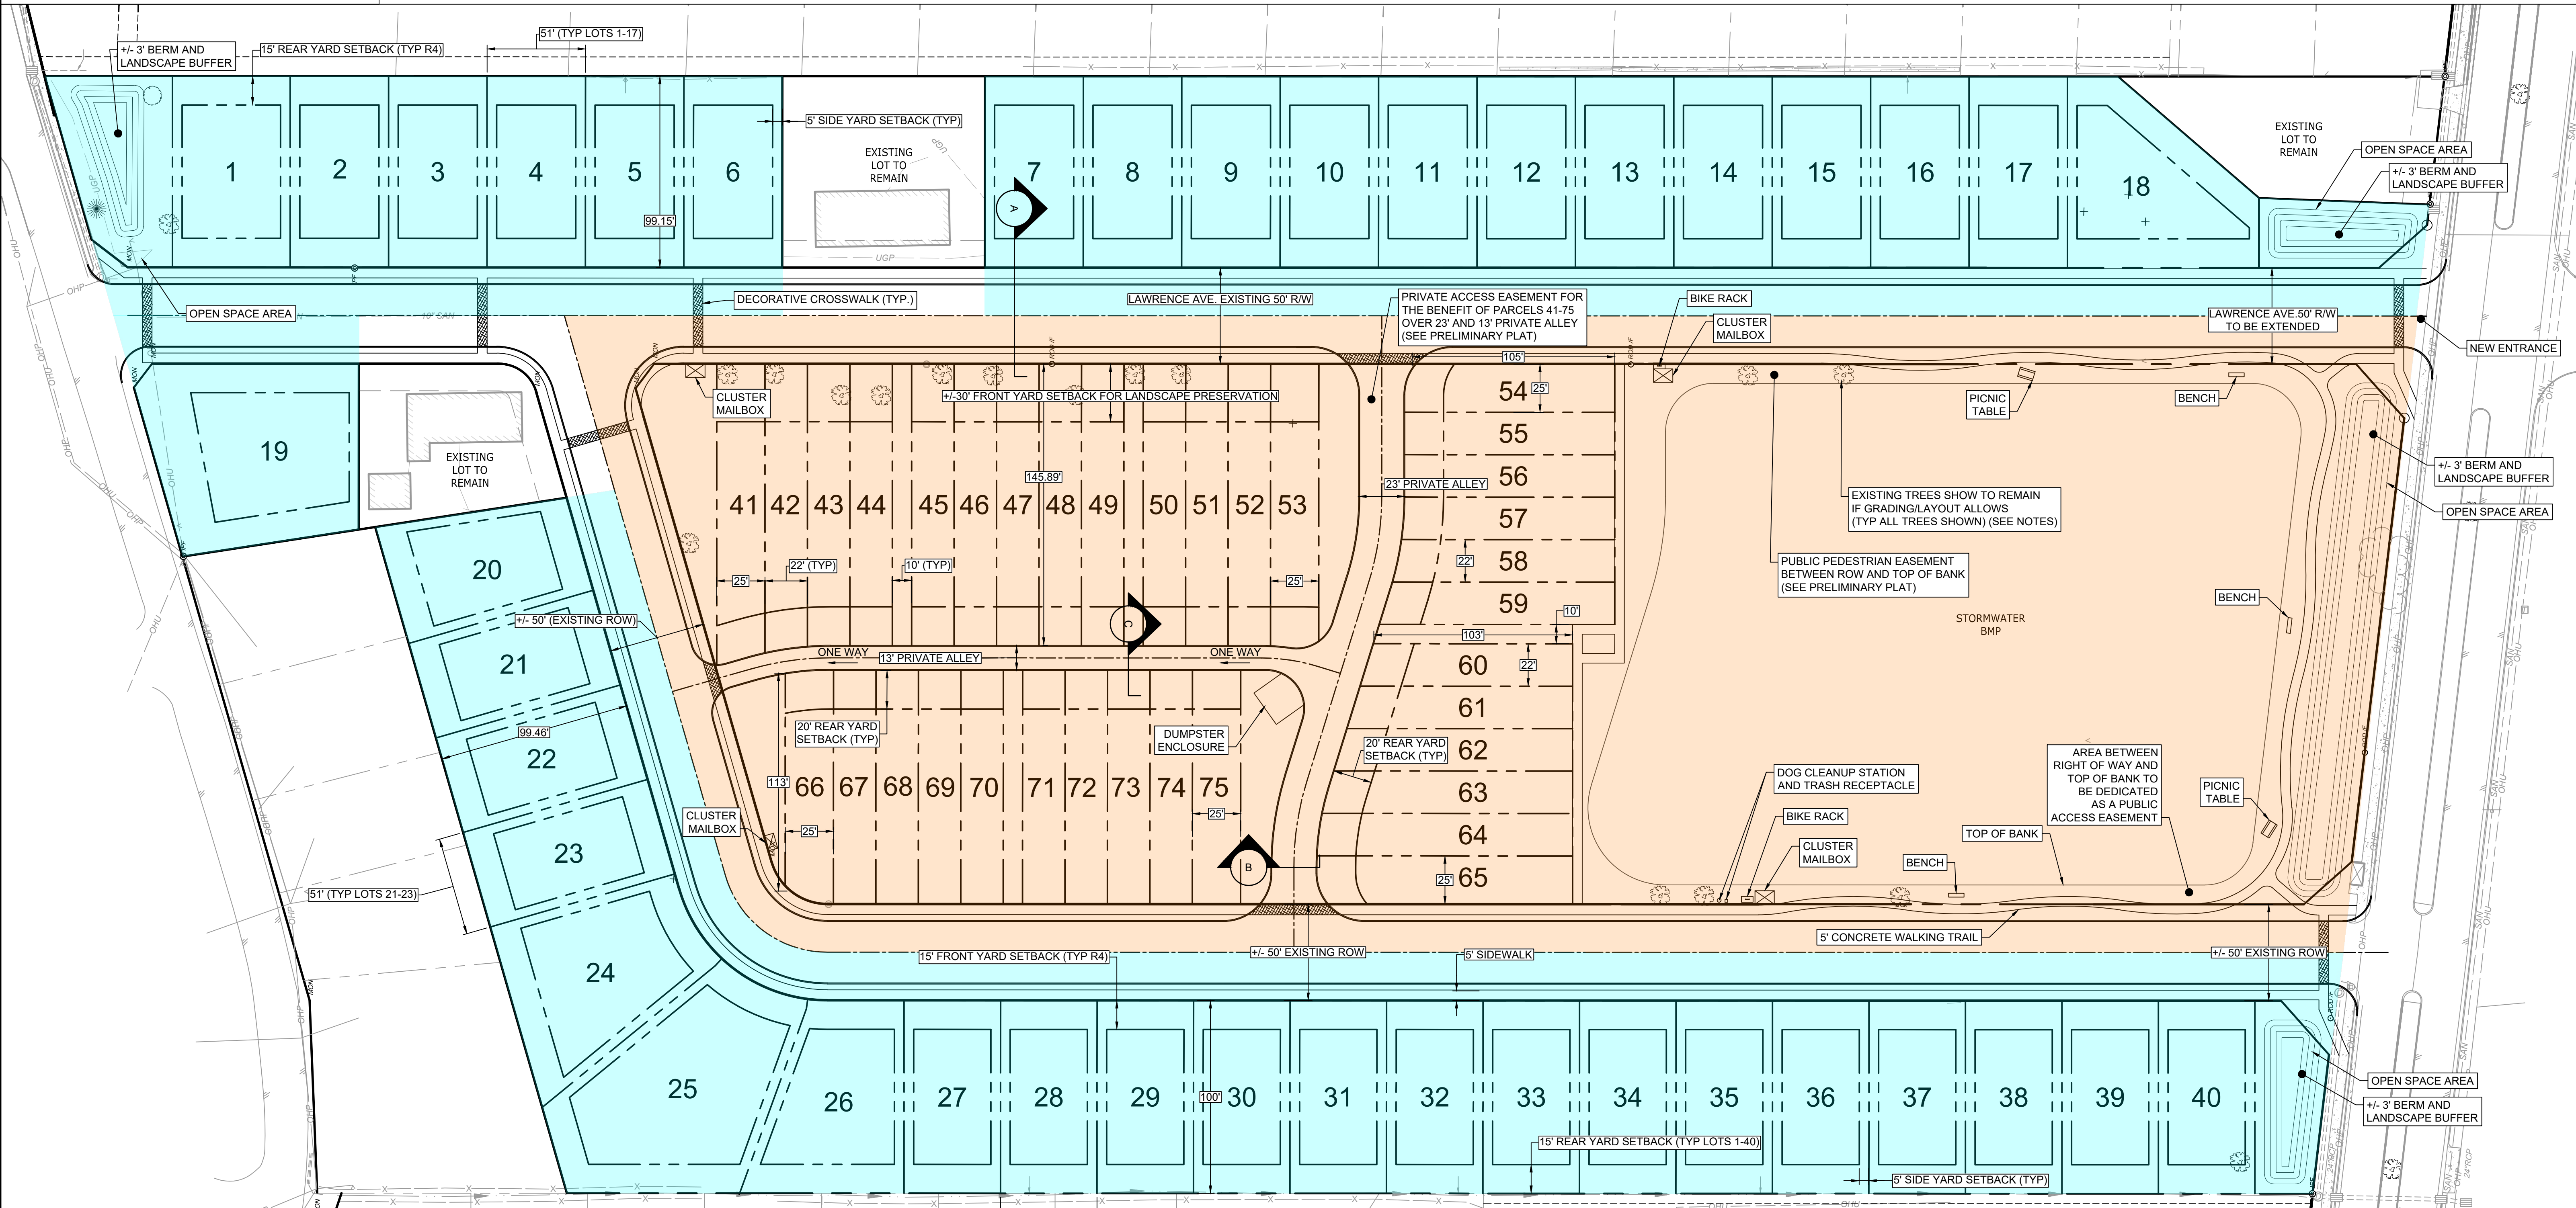 51' (TYP LOTS 1-17)
+/- 3' BERM AND
LANDSCAPE BUFFER
15' REAR YARD SETBACK (TYP R4)
5' SIDE YARD SETBACK (TYP)
EXISTING
LOT TO
REMAIN
EXISTING
LOT TO
REMAIN
OPEN SPACE AREA
+/- 3' BERM AND
LANDSCAPE BUFFER
1
2
3
4
5
6
7
8
9
10
11
12
13
14
15
16
17
18
99.15'
A
UGP
UGP
UGP
MON
OHP
OPEN SPACE AREA
DECORATIVE CROSSWALK (TYP.)
LAWRENCE AVE. EXISTING 50' R/W
PRIVATE ACCESS EASEMENT FOR
THE BENEFIT OF PARCELS 41-75
OVER 23' AND 13' PRIVATE ALLEY
(SEE PRELIMINARY PLAT)
BIKE RACK
CLUSTER
MAILBOX
LAWRENCE AVE.50' R/W
TO BE EXTENDED
NEW ENTRANCE
105'
CLUSTER
MAILBOX
+/-30' FRONT YARD SETBACK FOR LANDSCAPE PRESERVATION
54
25'
PICNIC
TABLE
BENCH
19
EXISTING
LOT TO
REMAIN
55
56
57
58
59
+/- 3' BERM AND
LANDSCAPE BUFFER
OPEN SPACE AREA
145.89'
23' PRIVATE ALLEY
EXISTING TREES SHOW TO REMAIN
IF GRADING/LAYOUT ALLOWS
(TYP ALL TREES SHOWN) (SEE NOTES)
41
42
43
44
45
46
47
48
49
50
51
52
53
20
25'
22' (TYP)
10' (TYP)
25'
22'
PUBLIC PEDESTRIAN EASEMENT
BETWEEN ROW AND TOP OF BANK
(SEE PRELIMINARY PLAT)
BENCH
+/- 50' (EXISTING ROW)
C
10'
103'
STORMWATER
BMP
21
ONE WAY
13' PRIVATE ALLEY
ONE WAY
60
22'
61
62
63
64
65
99.46'
22
20' REAR YARD
SETBACK (TYP)
DUMPSTER
ENCLOSURE
20' REAR YARD
SETBACK (TYP)
AREA BETWEEN
RIGHT OF WAY AND
TOP OF BANK TO
BE DEDICATED
AS A PUBLIC
ACCESS EASEMENT
113'
66
67
68
69
70
71
72
73
74
75
DOG CLEANUP STATION
AND TRASH RECEPTACLE
PICNIC
TABLE
CLUSTER
MAILBOX
25'
25'
BIKE RACK
TOP OF BANK
23
CLUSTER
MAILBOX
BENCH
B
25'
51' (TYP LOTS 21-23)
5' CONCRETE WALKING TRAIL
15' FRONT YARD SETBACK (TYP R4)
+/- 50' EXISTING ROW
5' SIDEWALK
+/- 50' EXISTING ROW
24
25
26
27
28
29
100'
30
31
32
33
34
35
36
37
38
39
40
OPEN SPACE AREA
+/- 3' BERM AND
LANDSCAPE BUFFER
15' REAR YARD SETBACK (TYP LOTS 1-40)
5' SIDE YARD SETBACK (TYP)